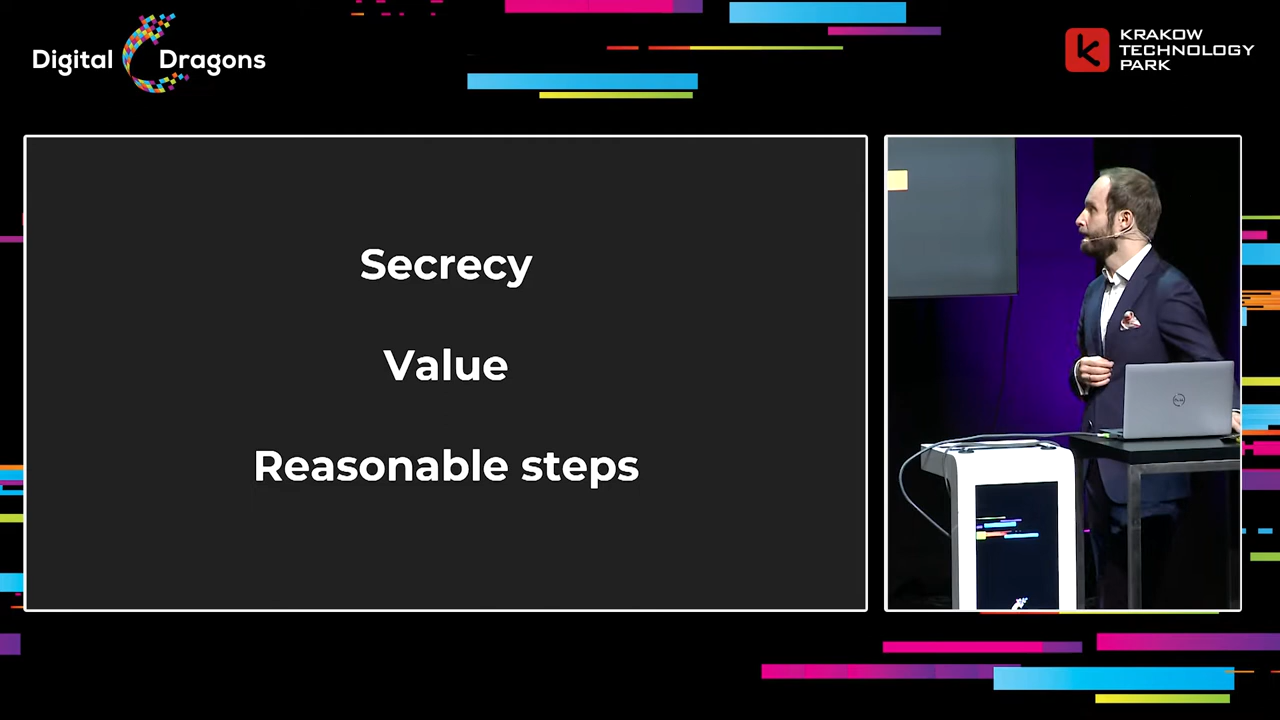 Digital Dragons
KRAKOW
TECHNOLOGY
PARK
Secrecy
Value
Reasonable steps